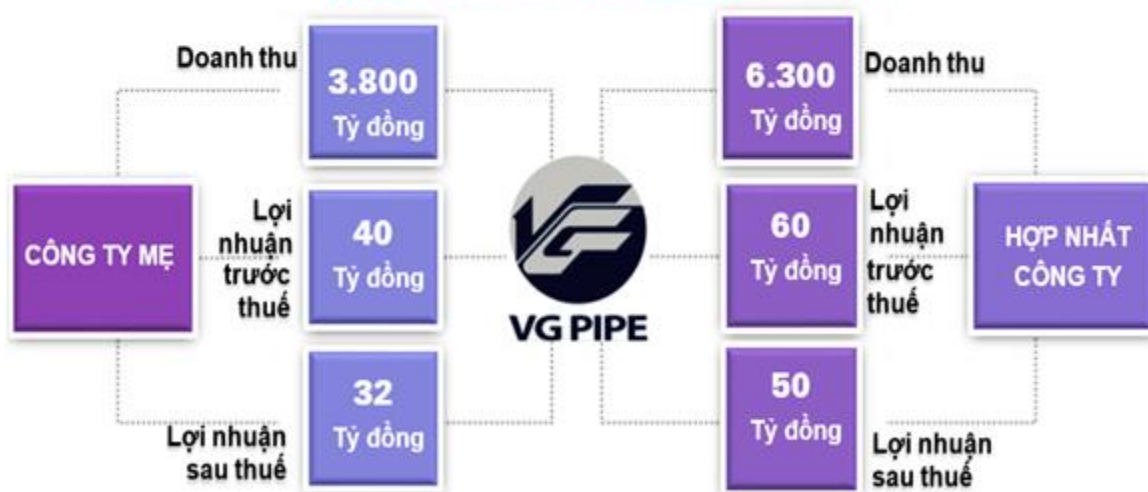 CÔNG TY MẸ
Doanh thu
3.800
Tỷ đồng
Lợi
nhuận
trước
thuế
40
Tỷ đồng
Lợi nhuận
sau thuế
32
Tỷ đồng
VG PIPE
6.300
Tỷ đồng
Doanh thu
60
Tỷ đồng
Lợi
nhuận
trước
thuế
50
Tỷ đồng
Lợi nhuận
sau thuế
HỢP NHẤT
CÔNG TY